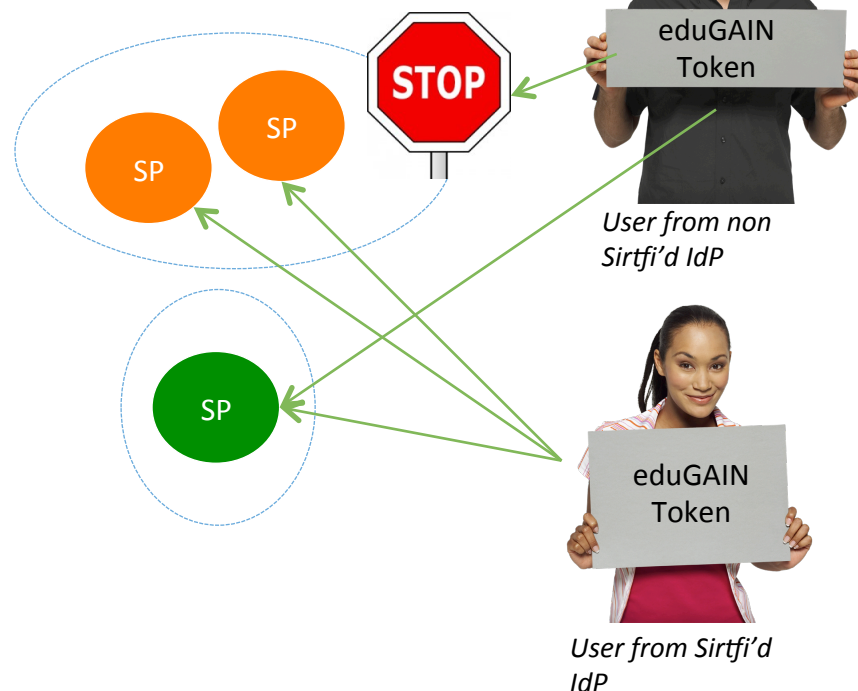 eduGAIN
Token
STOP
SP
SP
User from non
Sirtfi’d IdP
SP
eduGAIN
Token
User from Sirtfi’d
IdP